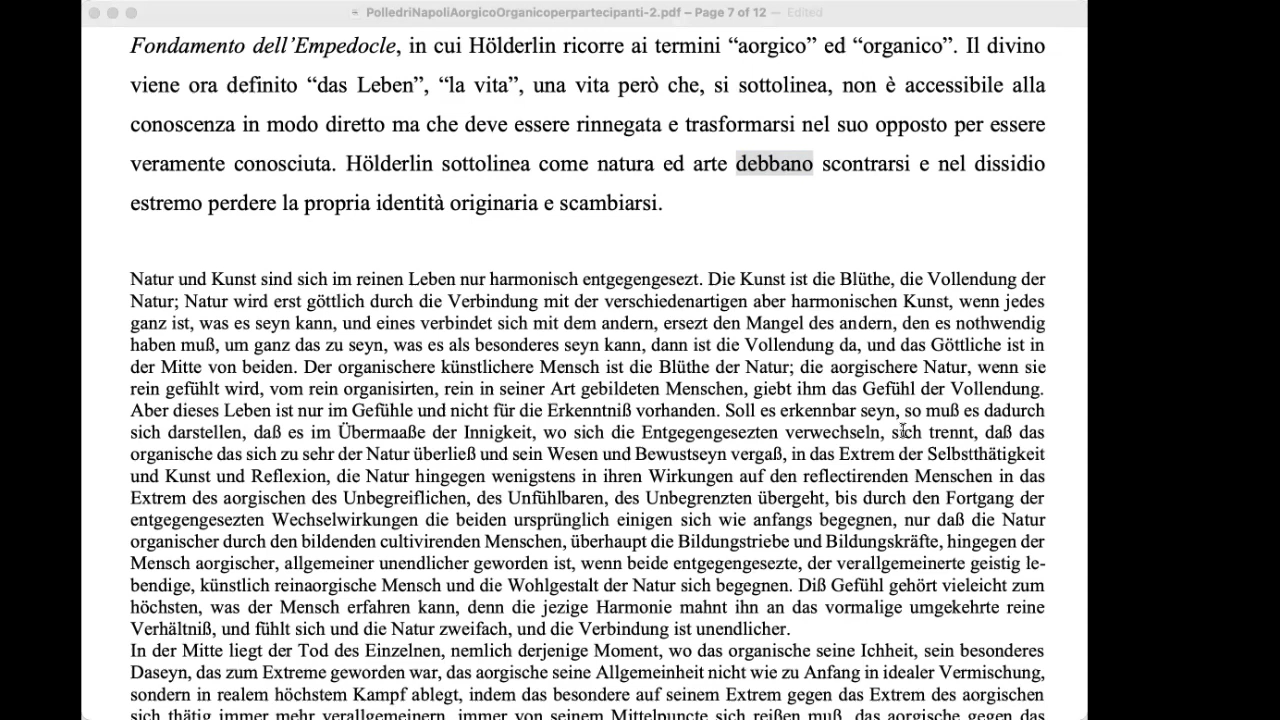 PolledriNapoliAorgicoOrganicoperpartecipanti-2.pdf – Page 7 of 12 — Edited
Fondamento dell’Empedocle, in cui Hölderlin ricorre ai termini “aorgico” ed “organico”. Il divino
viene ora definito “das Leben”, “la vita”, una vita però che, si sottolinea, non è accessibile alla
conoscenza in modo diretto ma che deve essere rinnegata e trasformarsi nel suo opposto per essere
veramente conosciuta. Hölderlin sottolinea come natura ed arte debbano scontrarsi e nel dissidio
estremo perdere la propria identità originaria e scambiarsi.
Natur und Kunst sind sich im reinen Leben nur harmonisch entgegengesezt. Die Kunst ist die Blüthe, die Vollendung der
Natur; Natur wird erst göttlich durch die Verbindung mit der verschiedenartigen aber harmonischen Kunst, wenn jedes
ganz ist, was es seyn kann, und eines verbindet sich mit dem andern, ersezt den Mangel des andern, den es nothwendig
haben muß, um ganz das zu seyn, was es als besonderes seyn kann, dann ist die Vollendung da, und das Göttliche ist in
der Mitte von beiden. Der organischere künstlichere Mensch ist die Blüthe der Natur; die aorgischere Natur, wenn sie
rein gefühlt wird, vom rein organisirten, rein in seiner Art gebildeten Menschen, giebt ihm das Gefühl der Vollendung.
Aber dieses Leben ist nur im Gefühle und nicht für die Erkenntniß vorhanden. Soll es erkennbar seyn, so muß es dadurch
sich darstellen, daß es im Übermaaße der Innigkeit, wo sich die Entgegengesezten verwechseln, sich trennt, daß das
organische das sich zu sehr der Natur überließ und sein Wesen und Bewustseyn vergaß, in das Extrem der Selbstthätigkeit
und Kunst und Reflexion, die Natur hingegen wenigstens in ihren Wirkungen auf den reflectirenden Menschen in das
Extrem des aorgischen des Unbegreiflichen, des Unfühlbaren, des Unbegrenzten übergeht, bis durch den Fortgang der
entgegengesezten Wechselwirkungen die beiden ursprünglich einigen sich wie anfangs begegnen, nur daß die Natur
organischer durch den bildenden cultivirenden Menschen, überhaupt die Bildungstriebe und Bildungskräfte, hingegen der
Mensch aorgischer, allgemeiner unendlicher geworden ist, wenn beide entgegengesezte, der verallgemeinerte geistig le-
bendige, künstlich reinaorgische Mensch und die Wohlgestalt der Natur sich begegnen. Diß Gefühl gehört vieleicht zum
höchsten, was der Mensch erfahren kann, denn die jezige Harmonie mahnt ihn an das vormalige umgekehrte reine
Verhältniß, und fühlt sich und die Natur zweifach, und die Verbindung ist unendlicher.
In der Mitte liegt der Tod des Einzelnen, nemlich derjenige Moment, wo das organische seine Ichheit, sein besonderes
Daseyn, das zum Extreme geworden war, das aorgische seine Allgemeinheit nicht wie zu Anfang in idealer Vermischung,
sondern in realem höchstem Kampf ablegt, indem das besondere auf seinem Extrem gegen das Extrem des aorgischen
sich thätig immer mehr verallgemeinern, immer von seinem Mittelpuncte sich reißen muß, das aorgische gegen das